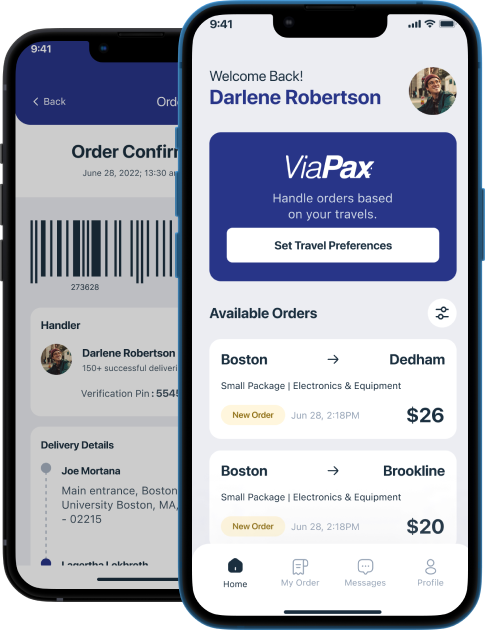 9:41
Back
Order Confir
June 28, 2022; 13:30
273628
Handler
Darlene Robertson
150+ successful deliveri
Verification Pin :
Delivery Details
Joe Mortana
Main entrance, Boston
University Boston, MA,
- 02215
9:41
Welcome Back!
Darlene Robertson
ViaPax
Handle orders based
on your travels.
Set Travel Preferences
Available Orders
Boston → Dedham
Small Package | Electronics & Equipment
New Order Jun 28, 2:18PM $26
Boston → Brookline
Small Package | Electronics & Equipment
New Order Jun 28, 2:18PM $20
Home My Order Messages Profile